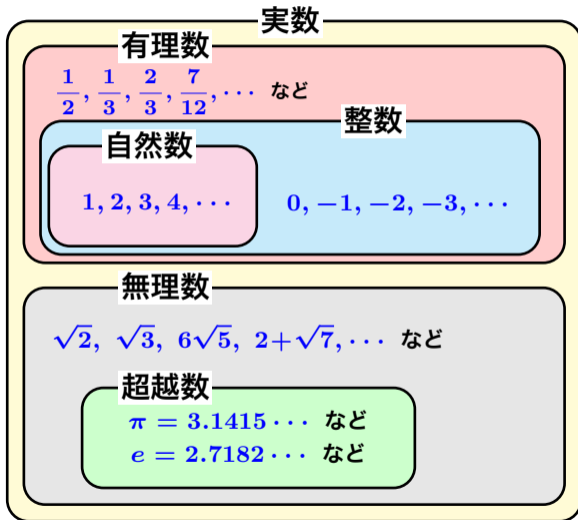 実数
有理数
1/2, 1/3, 2/3, 7/12, ⋯ など
整数
自然数
1, 2, 3, 4, ⋯
0, −1, −2, −3, ⋯
無理数
√2, √3, 6√5, 2+√7, ⋯ など
超越数
π = 3.1415⋯ など
e = 2.7182⋯ など